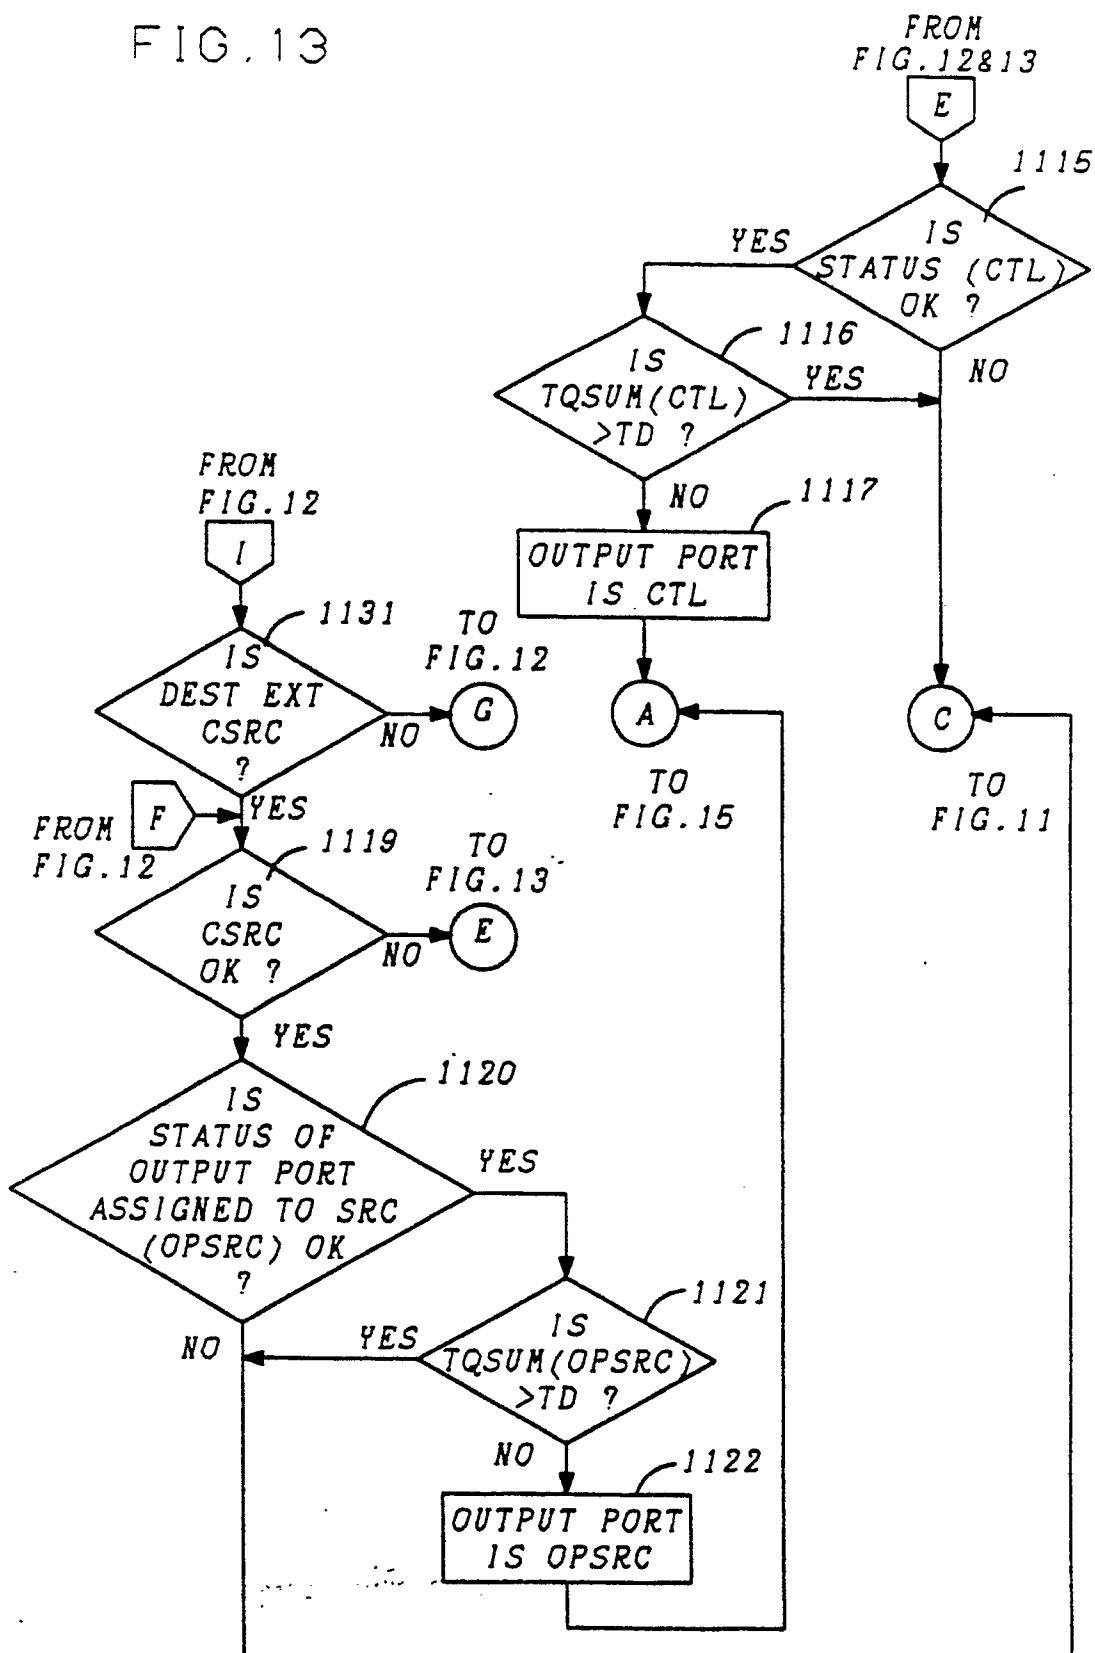 FIG.13
FROM
FIG.12&13
E
1115
IS
STATUS (CTL)
OK ?
YES
NO
1116
IS
TQSUM(CTL)
>TD ?
YES
NO
1117
OUTPUT PORT
IS CTL
FROM
FIG.12
I
1131
IS
DEST EXT
CSRC
?
NO
TO
FIG.12
G
A
TO
FIG.15
C
TO
FIG.11
YES
FROM
FIG.12
F
1119
IS
CSRC
OK ?
NO
TO
FIG.13
E
YES
1120
IS
STATUS OF
OUTPUT PORT
ASSIGNED TO SRC
(OPSRC) OK
?
YES
NO
1121
IS
TQSUM(OPSRC)
>TD ?
YES
NO
1122
OUTPUT PORT
IS OPSRC